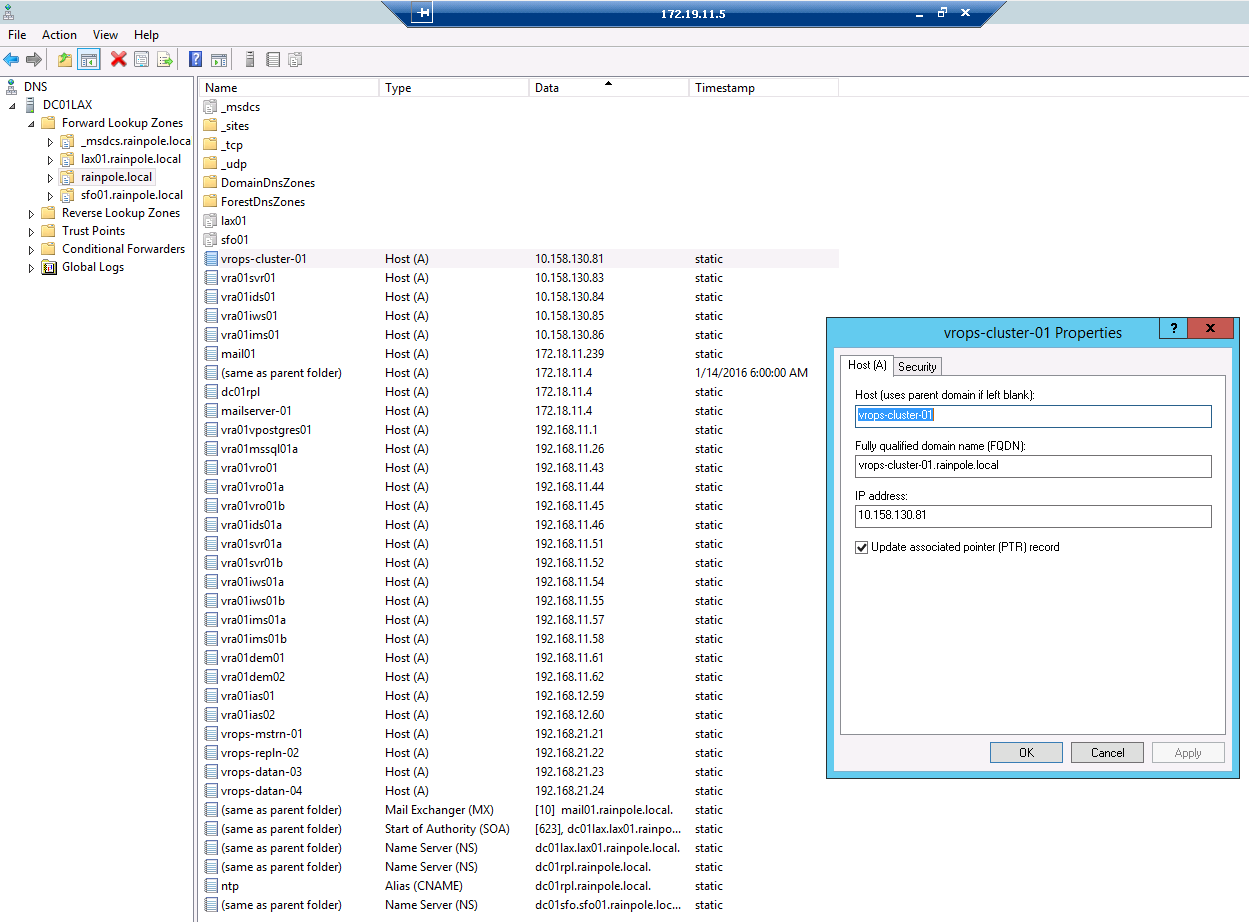 172.19.11.5
File Action View Help
DNS
DC01LAX
Forward Lookup Zones
_msdcs.rainpole.loca
lax01.rainpole.local
rainpole.local
sfo01.rainpole.local
Reverse Lookup Zones
Trust Points
Conditional Forwarders
Global Logs
Name Type Data Timestamp
_msdcs
_sites
_tcp
_udp
DomainDnsZones
ForestDnsZones
lax01
sfo01
vrops-cluster-01 Host (A) 10.158.130.81 static
vra01svr01 Host (A) 10.158.130.83 static
vra01ids01 Host (A) 10.158.130.84 static
vra01iws01 Host (A) 10.158.130.85 static
vra01ims01 Host (A) 10.158.130.86 static
mail01 Host (A) 172.18.11.239 static
(same as parent folder) Host (A) 172.18.11.4 1/14/2016 6:00:00 AM
dc01rpl Host (A) 172.18.11.4 static
mailserver-01 Host (A) 172.18.11.4 static
vra01vpostgres01 Host (A) 192.168.11.1 static
vra01mssql01a Host (A) 192.168.11.26 static
vra01vro01 Host (A) 192.168.11.43 static
vra01vro01a Host (A) 192.168.11.44 static
vra01vro01b Host (A) 192.168.11.45 static
vra01ids01a Host (A) 192.168.11.46 static
vra01svr01a Host (A) 192.168.11.51 static
vra01svr01b Host (A) 192.168.11.52 static
vra01iws01a Host (A) 192.168.11.54 static
vra01iws01b Host (A) 192.168.11.55 static
vra01ims01a Host (A) 192.168.11.57 static
vra01ims01b Host (A) 192.168.11.58 static
vra01dem01 Host (A) 192.168.11.61 static
vra01dem02 Host (A) 192.168.11.62 static
vra01ias01 Host (A) 192.168.12.59 static
vra01ias02 Host (A) 192.168.12.60 static
vrops-mstrn-01 Host (A) 192.168.21.21 static
vrops-repln-02 Host (A) 192.168.21.22 static
vrops-datan-03 Host (A) 192.168.21.23 static
vrops-datan-04 Host (A) 192.168.21.24 static
(same as parent folder) Mail Exchanger (MX) [10] mail01.rainpole.local. static
(same as parent folder) Start of Authority (SOA) [623], dc01lax.lax01.rainpo... static
(same as parent folder) Name Server (NS) dc01lax.lax01.rainpole.local. static
(same as parent folder) Name Server (NS) dc01rpl.rainpole.local. static
ntp Alias (CNAME) dc01rpl.rainpole.local. static
(same as parent folder) Name Server (NS) dc01sfo.sfo01.rainpole.loc... static
vrops-cluster-01 Properties ? X
Host (A) Security
Host (uses parent domain if left blank):
vrops-cluster-01
Fully qualified domain name (FQDN):
vrops-cluster-01.rainpole.local
IP address:
10.158.130.81
Update associated pointer (PTR) record
OK Cancel Apply